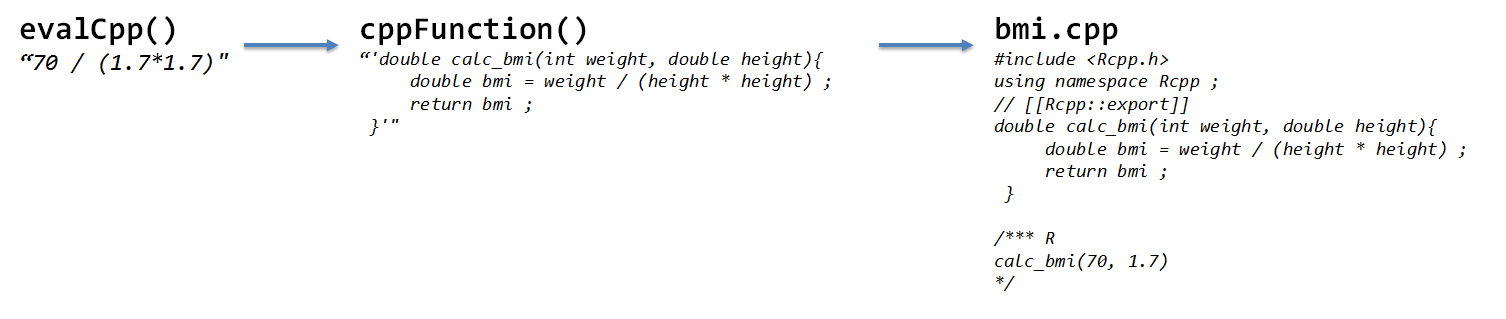 evalCpp()
“70 / (1.7*1.7)"
cppFunction()
“'double calc_bmi(int weight, double height){
double bmi = weight / (height * height) ;
return bmi ;
}'"
bmi.cpp
#include <Rcpp.h>
using namespace Rcpp ;
// [[Rcpp::export]]
double calc_bmi(int weight, double height){
double bmi = weight / (height * height) ;
return bmi ;
}
/*** R
calc_bmi(70, 1.7)
*/